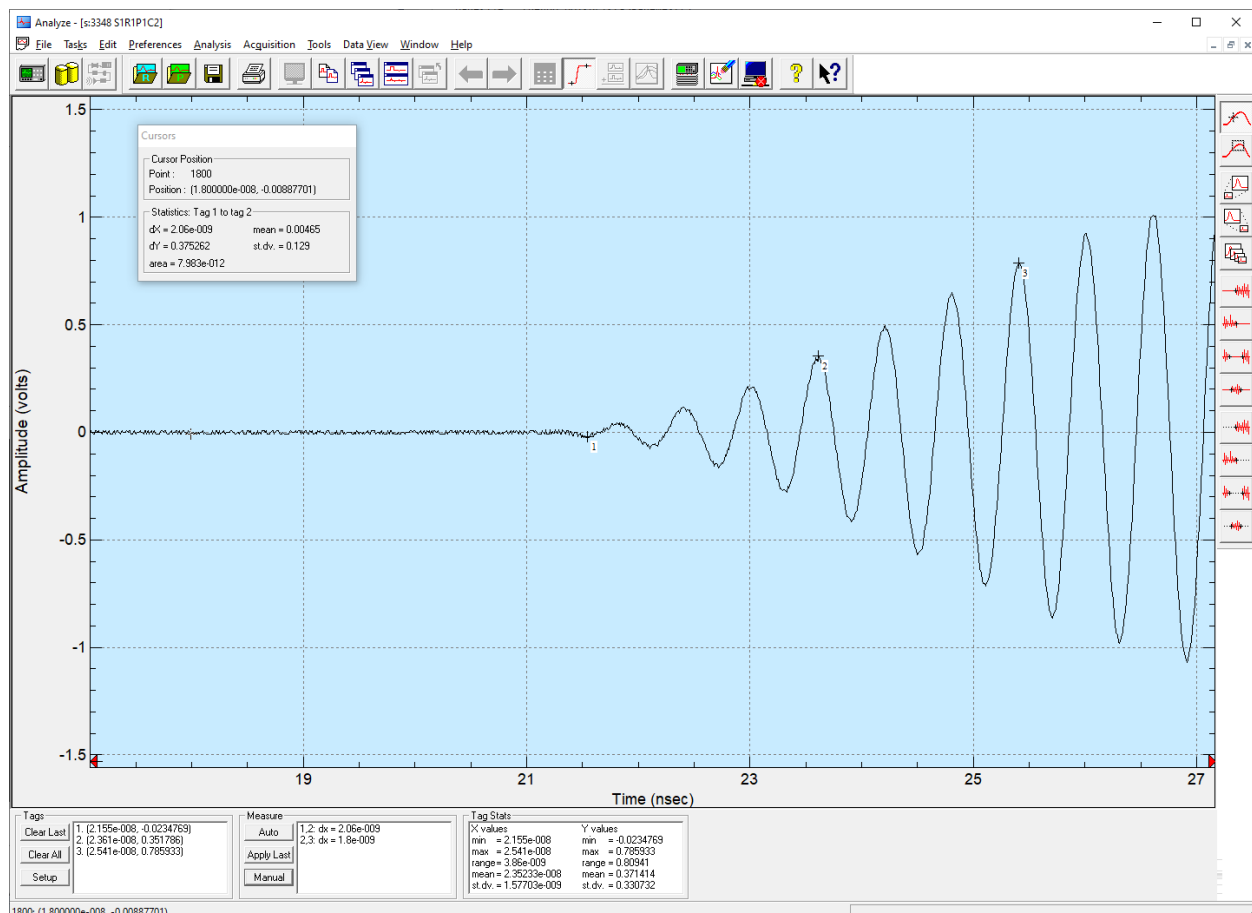 Analyze - [s:3348 S1R1P1C2]
File Tasks Edit Preferences Analysis Acquisition Tools Data View Window Help
Cursors
Cursor Position
Point : 1800
Position : (1.800000e-008, -0.00887701)
Statistics: Tag 1 to tag 2
dX = 2.06e-009 mean = 0.00465
dY = 0.375262 st.dv. = 0.129
area = 7.983e-012
1.5
1
0.5
0
-0.5
-1
-1.5
Amplitude (volts)
1
2
3
19 21 23 25 27
Time (nsec)
Tags
Clear Last
Clear All
Setup
1. (2.155e-008, -0.0234769)
2. (2.361e-008, 0.351786)
3. (2.541e-008, 0.785933)
Measure
Auto
Apply Last
Manual
1,2: dx = 2.06e-009
2,3: dx = 1.8e-009
Tag Stats
X values Y values
min = 2.155e-008 min = -0.0234769
max = 2.541e-008 max = 0.785933
range = 3.86e-009 range = 0.80941
mean = 2.35233e-008 mean = 0.371414
st.dv. = 1.57703e-009 st.dv. = 0.330732
1800: (1.800000e-008, -0.00887701)